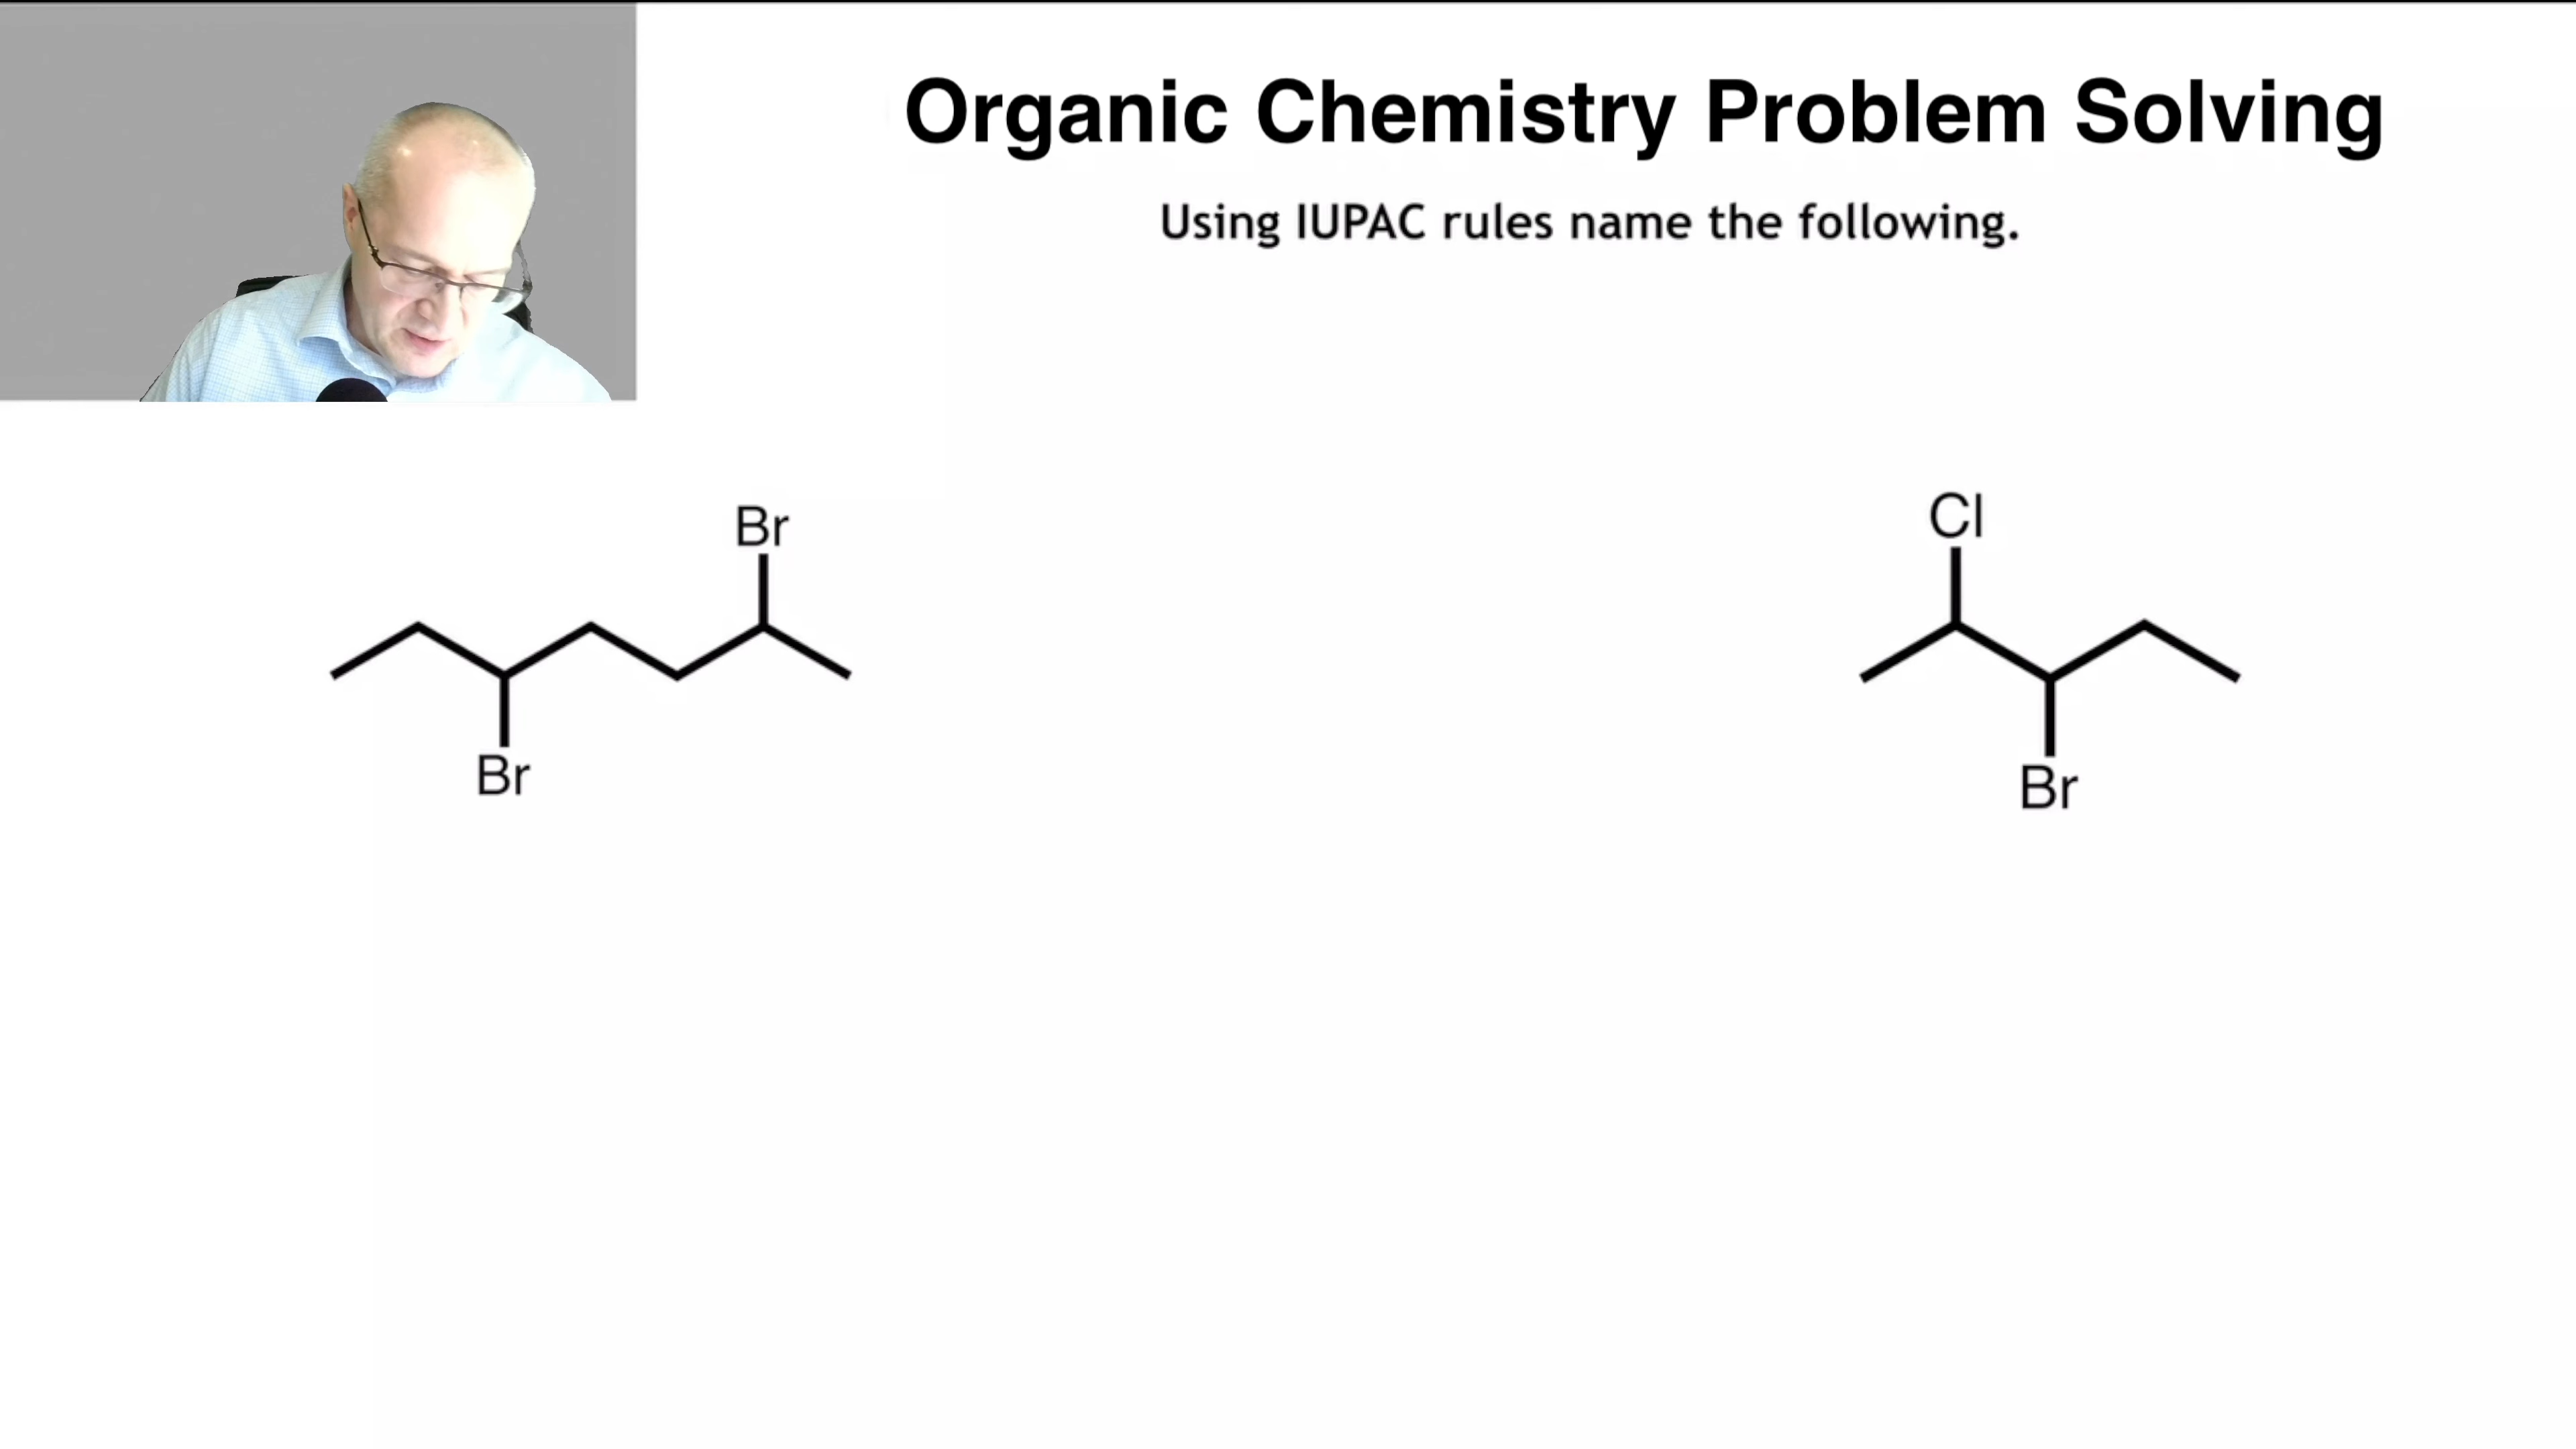 Organic Chemistry Problem Solving
Using IUPAC rules name the following.
Br
Br
Cl
Br